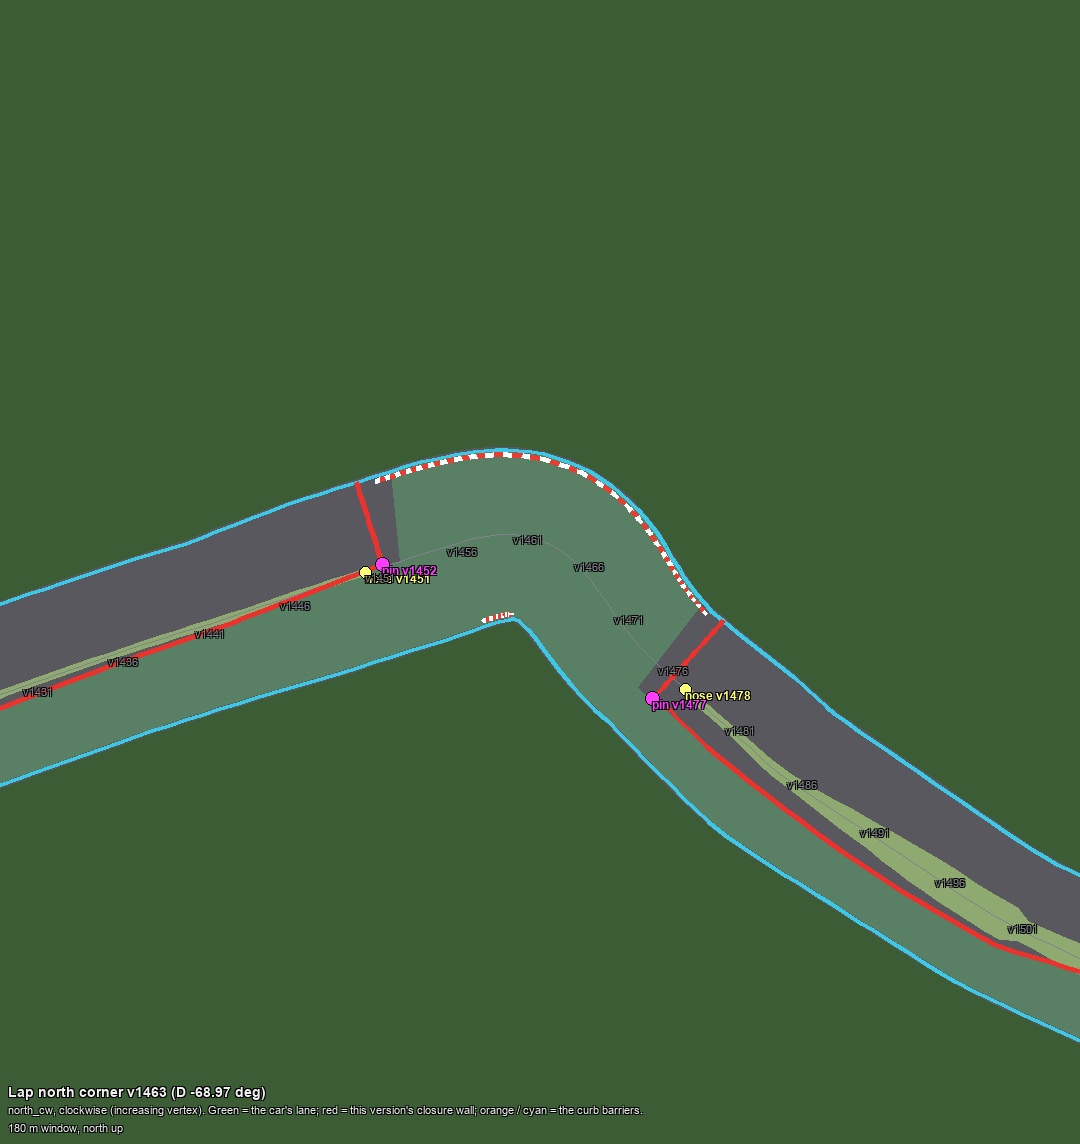 v1461
v1456
v1466
pin v1452
v1451
v1446
v1471
v1441
v1436
v1476
v1431
nose v1478
pin v1477
v1481
v1486
v1491
v1496
v1501
Lap north corner v1463 (D -68.97 deg)
north_cw, clockwise (increasing vertex). Green = the car's lane; red = this version's closure wall; orange / cyan = the curb barriers.
180 m window, north up